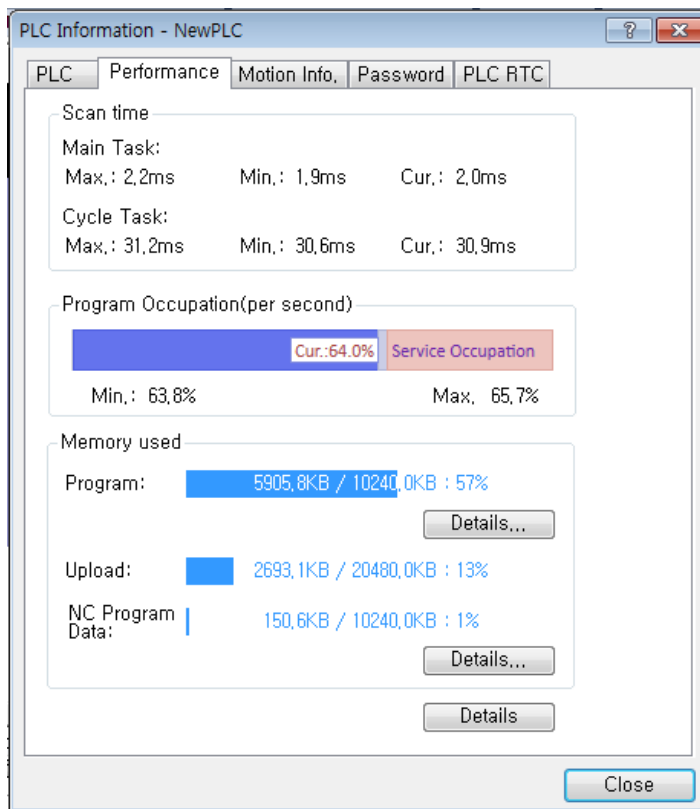 PLC Information - NewPLC
PLC Performance Motion Info, Password PLC RTC
Scan time
Main Task:
Max,: 2,2ms Min,: 1,9ms Cur,: 2,0ms
Cycle Task:
Max,: 31,2ms Min,: 30,6ms Cur,: 30,9ms
Program Occupation(per second)
Cur.:64.0% Service Occupation
Min,: 63,8% Max, 65,7%
Memory used
Program: 5905,8KB / 10240,0KB : 57%
Details,,,
Upload: 2693,1KB / 20480,0KB : 13%
NC Program
Data: 150,6KB / 10240,0KB : 1%
Details,,,
Details
Close